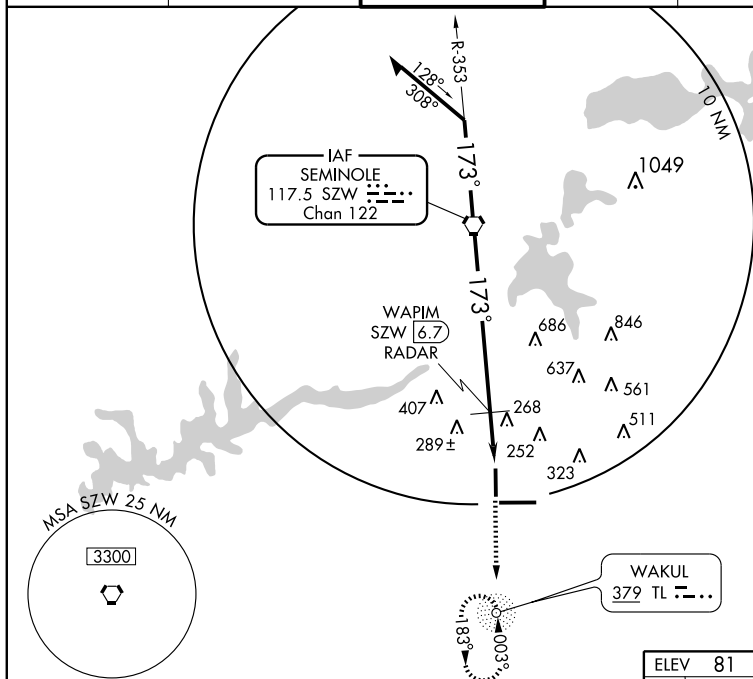 R-353
128°
308°
10 NM
173°
IAF
SEMINOLE
117.5 SZW
Chan 122
1049
173°
WAPIM
SZW 6.7
RADAR
686
846
637
561
407
268
511
289±
252
323
MSA SZW 25 NM
3300
WAKUL
379 TL
183°
003°
ELEV 81